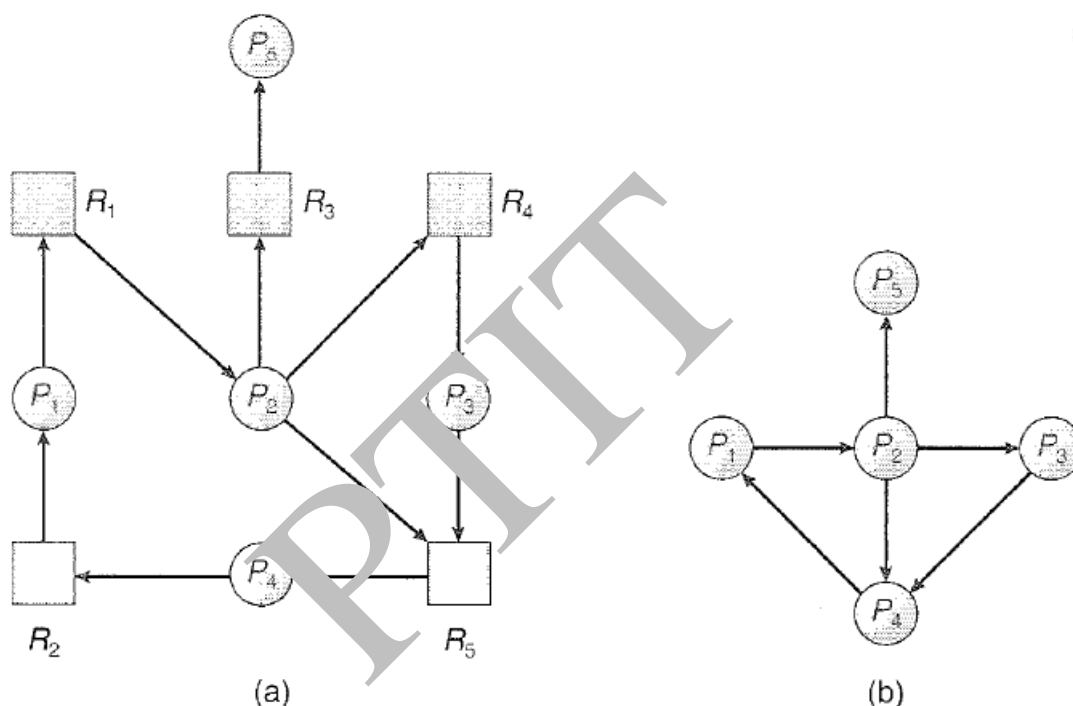 P₅
R₁ R₃ R₄
P₁ P₂ P₃
P₄
R₂ R₅
(a)
P₅
P₁ P₂ P₃
P₄
(b)
PTIT